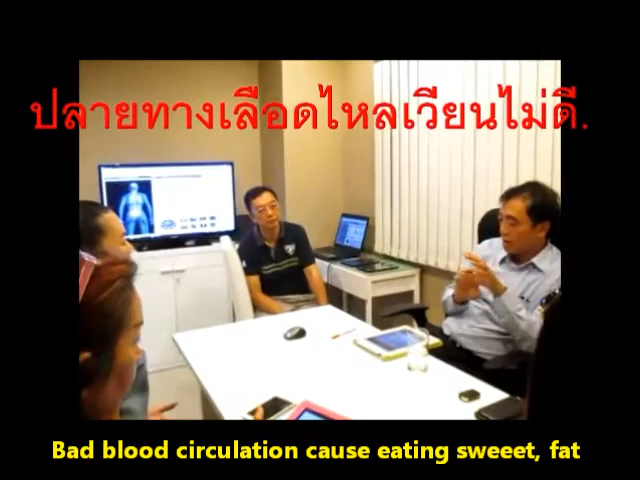 ปลายทางเลือดไหลเวียนไม่ดี.
Bad blood circulation cause eating sweeet, fat